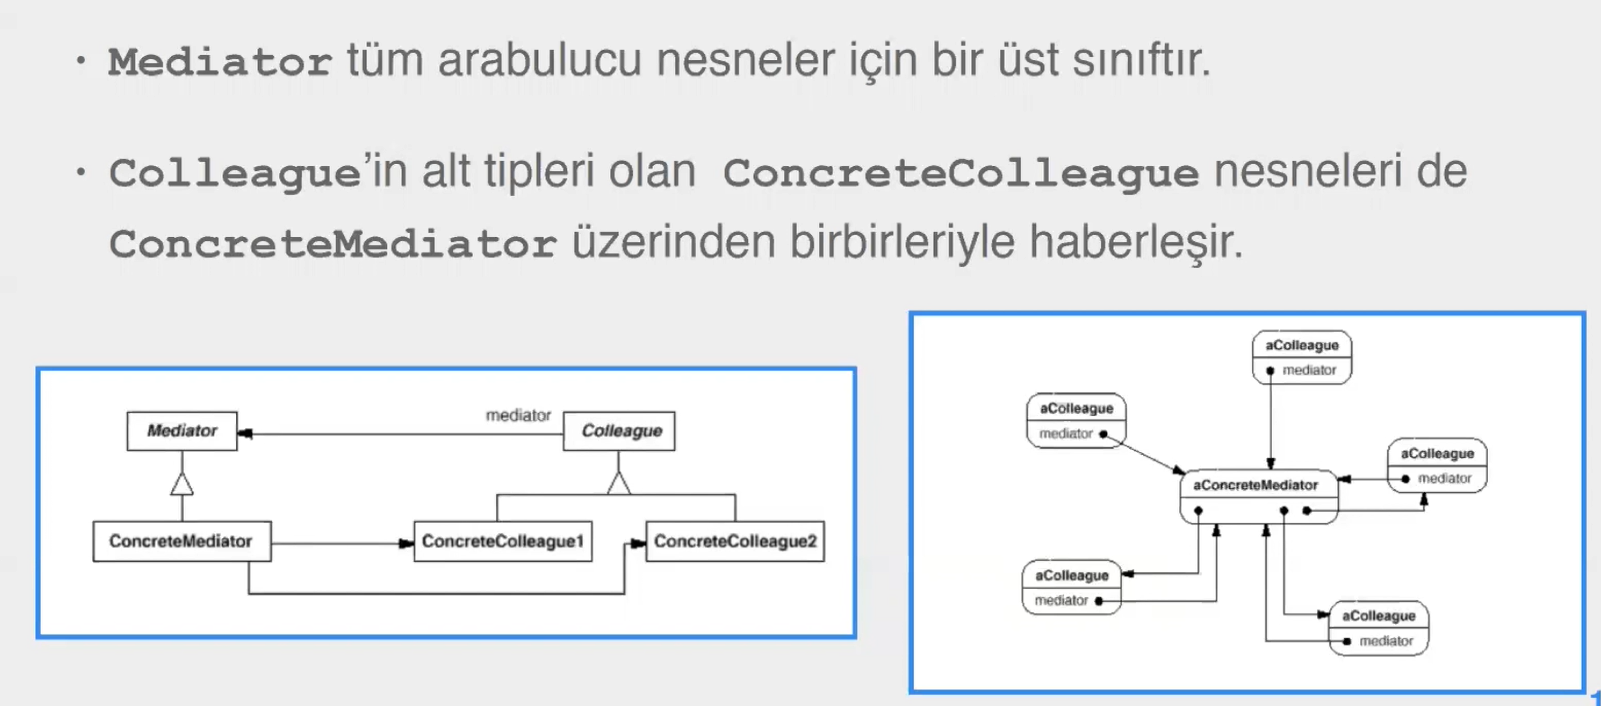 · Mediator tüm arabulucu nesneler için bir üst sınıftır.
· Colleague’in alt tipleri olan ConcreteColleague nesneleri de
ConcreteMediator üzerinden birbirleriyle haberleşir.
mediator
Mediator
Colleague
ConcreteMediator
ConcreteColleague1
ConcreteColleague2
aColleague
mediator
aColleague
mediator
aColleague
mediator
aConcreteMediator
aColleague
mediator
aColleague
mediator